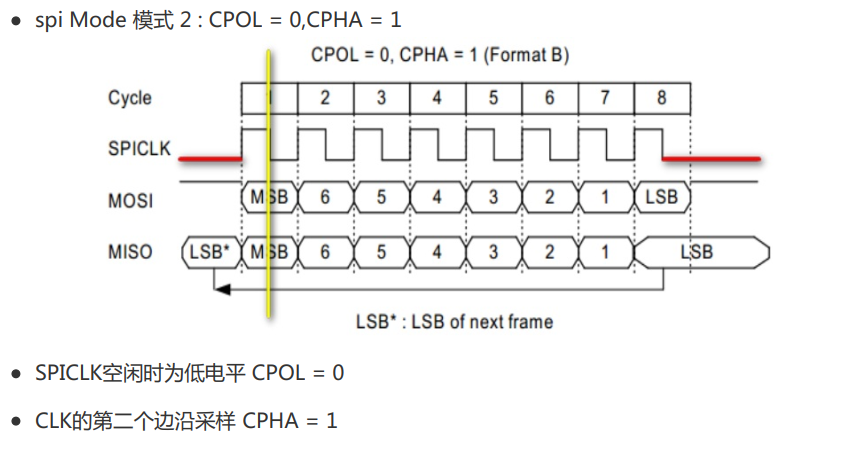 spi Mode 模式 2 : CPOL = 0,CPHA = 1
CPOL = 0, CPHA = 1 (Format B)
Cycle 1 2 3 4 5 6 7 8
SPICLK
MOSI MSB 6 5 4 3 2 1 LSB
MISO LSB* MSB 6 5 4 3 2 1 LSB
LSB* : LSB of next frame
SPICLK空闲时为低电平 CPOL = 0
CLK的第二个边沿采样 CPHA = 1